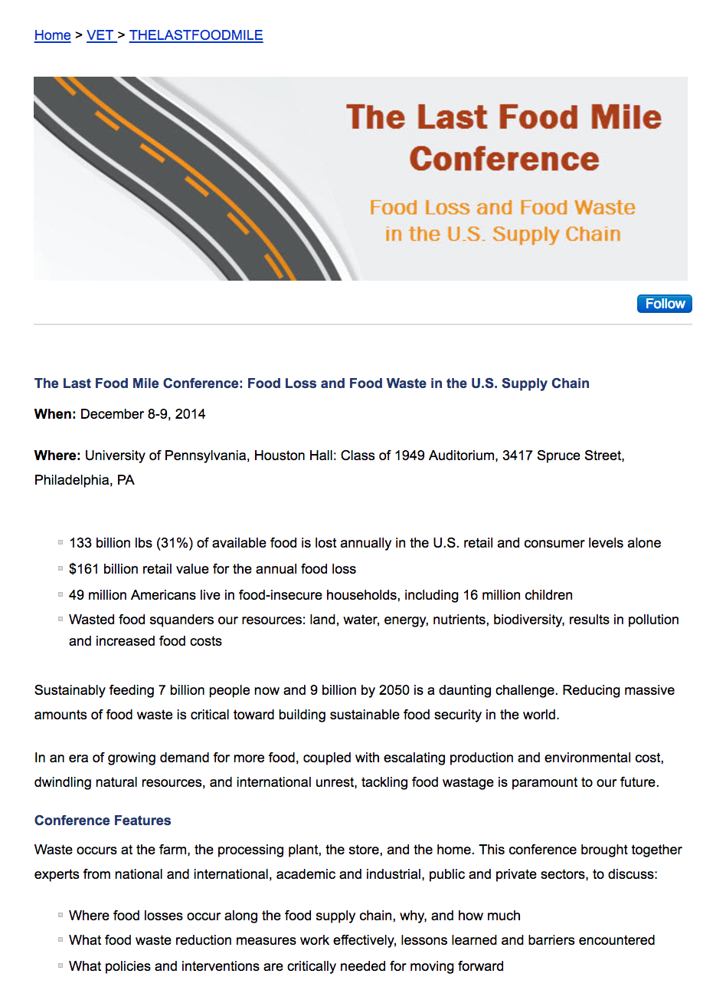 Home > VET > THELASTFOODMILE
The Last Food Mile
Conference
Food Loss and Food Waste
in the U.S. Supply Chain
Follow
The Last Food Mile Conference: Food Loss and Food Waste in the U.S. Supply Chain
When: December 8-9, 2014
Where: University of Pennsylvania, Houston Hall: Class of 1949 Auditorium, 3417 Spruce Street,
Philadelphia, PA
133 billion lbs (31%) of available food is lost annually in the U.S. retail and consumer levels alone
$161 billion retail value for the annual food loss
49 million Americans live in food-insecure households, including 16 million children
Wasted food squanders our resources: land, water, energy, nutrients, biodiversity, results in pollution
and increased food costs
Sustainably feeding 7 billion people now and 9 billion by 2050 is a daunting challenge. Reducing massive
amounts of food waste is critical toward building sustainable food security in the world.
In an era of growing demand for more food, coupled with escalating production and environmental cost,
dwindling natural resources, and international unrest, tackling food wastage is paramount to our future.
Conference Features
Waste occurs at the farm, the processing plant, the store, and the home. This conference brought together
experts from national and international, academic and industrial, public and private sectors, to discuss:
Where food losses occur along the food supply chain, why, and how much
What food waste reduction measures work effectively, lessons learned and barriers encountered
What policies and interventions are critically needed for moving forward